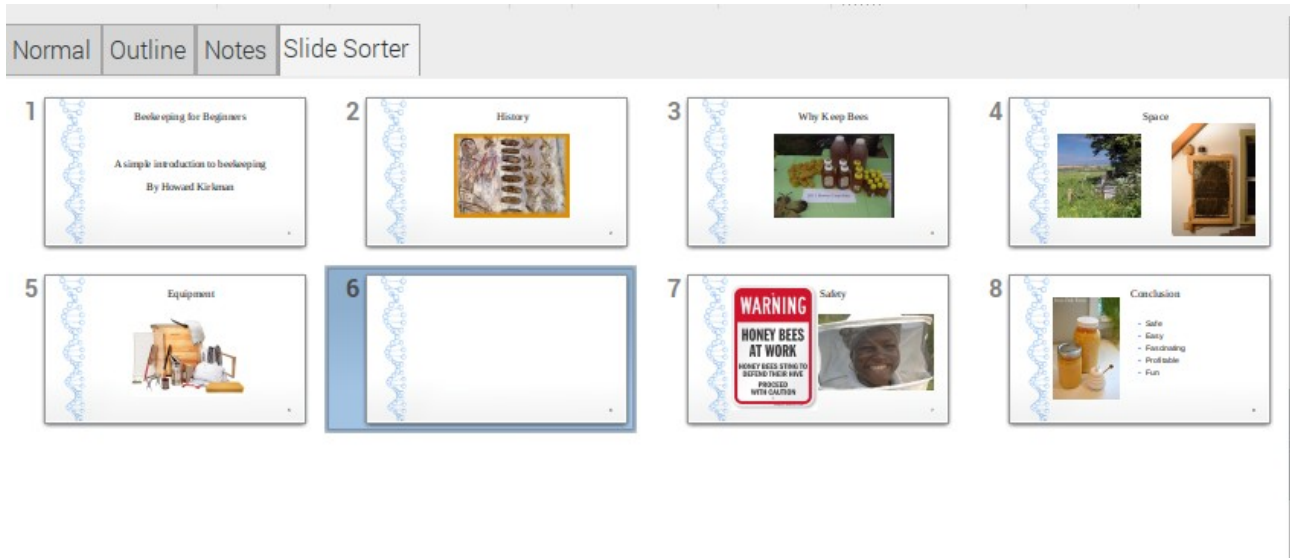 Normal Outline Notes Slide Sorter
1
Beekeeping for Beginners
A simple introduction to beekeeping
By Howard Kirkman
2
History
3
Why Keep Bees
4
Space
5
Equipment
6
7
Safety
WARNING
HONEY BEES
AT WORK
HONEY BEES STING TO
DEFEND THEIR HIVE
PROCEED
WITH CAUTION
8
Conclusion
- Safe
- Easy
- Fascinating
- Profitable
- Fun